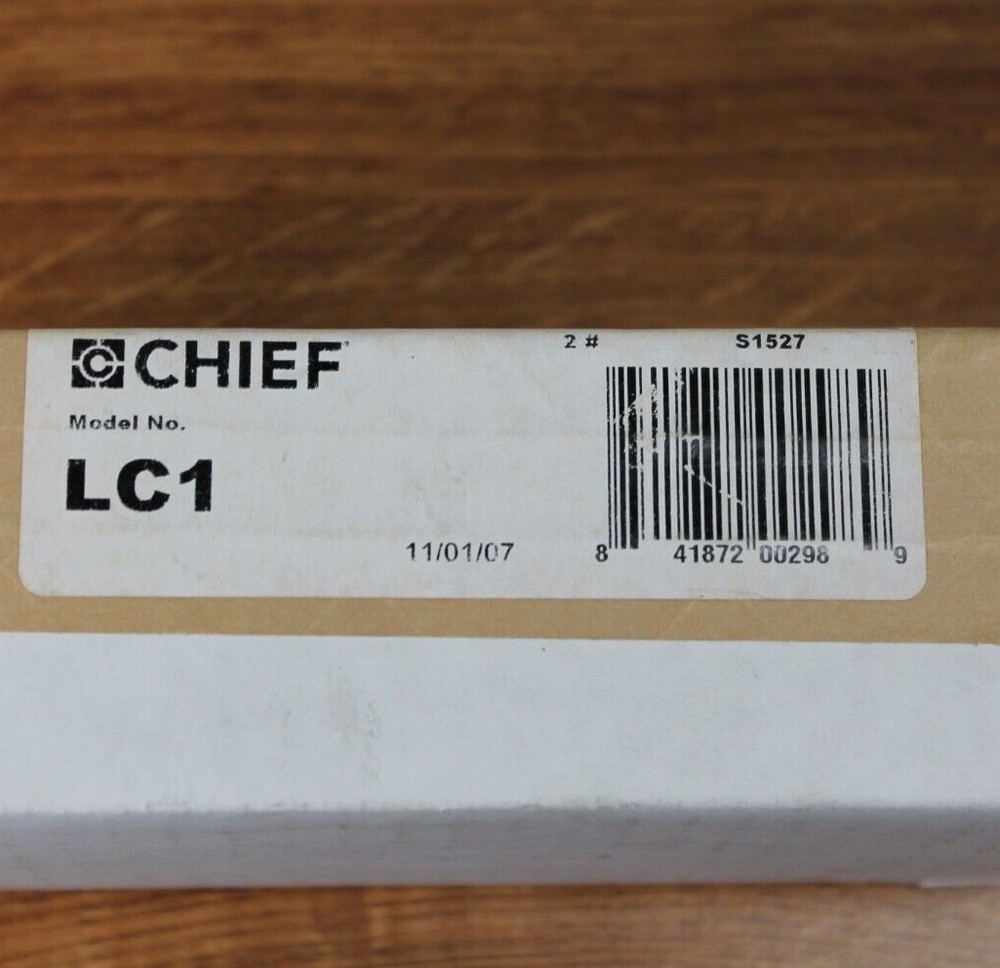 CHIEF
2 # S1527
Model No.
LC1
11/01/07
8 41872 00298 9